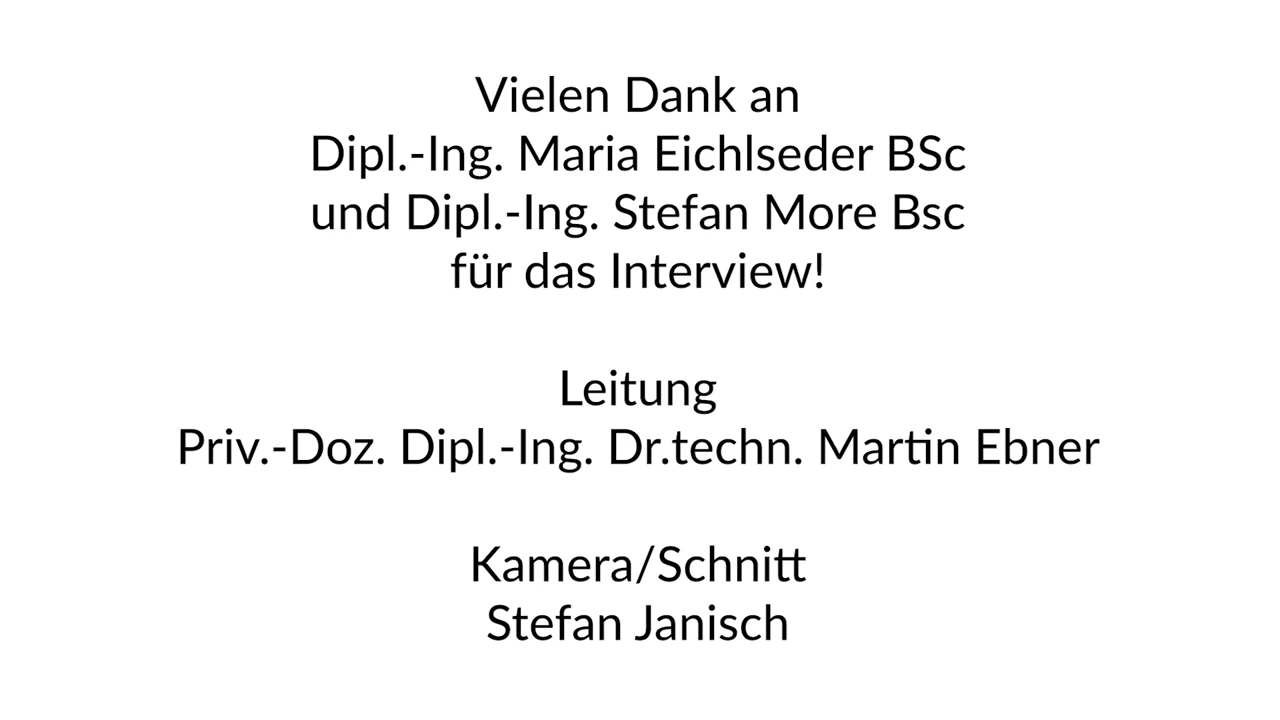 Vielen Dank an
Dipl.-Ing. Maria Eichlseder BSc
und Dipl.-Ing. Stefan More Bsc
für das Interview!
Leitung
Priv.-Doz. Dipl.-Ing. Dr.techn. Martin Ebner
Kamera/Schnitt
Stefan Janisch